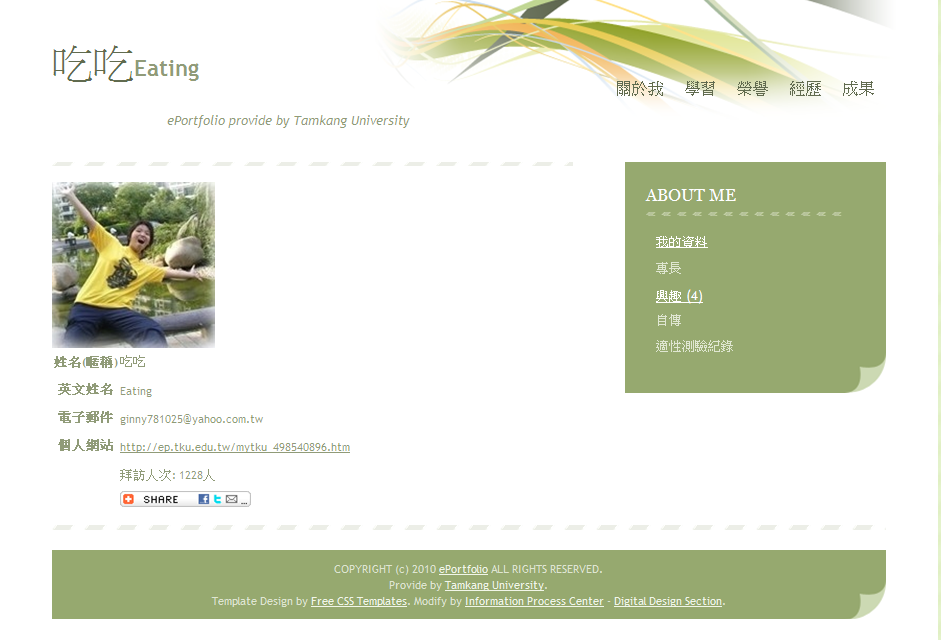 吃吃Eating
關於我 學習 榮譽 經歷 成果
ePortfolio provide by Tamkang University
ABOUT ME
我的資料
專長
興趣 (4)
自傳
適性測驗紀錄
姓名(暱稱) 吃吃
英文姓名 Eating
電子郵件 ginny781025@yahoo.com.tw
個人網站 http://ep.tku.edu.tw/mytku_498540896.htm
拜訪人次: 1228人
SHARE ...
COPYRIGHT (c) 2010 ePortfolio ALL RIGHTS RESERVED.
Provide by Tamkang University.
Template Design by Free CSS Templates. Modify by Information Process Center - Digital Design Section.